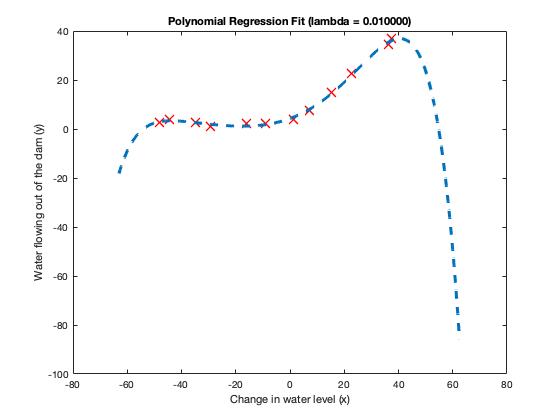 Polynomial Regression Fit (lambda = 0.010000)
40
20
0
-20
-40
-60
-80
-100
Water flowing out of the dam (y)
-80 -60 -40 -20 0 20 40 60 80
Change in water level (x)